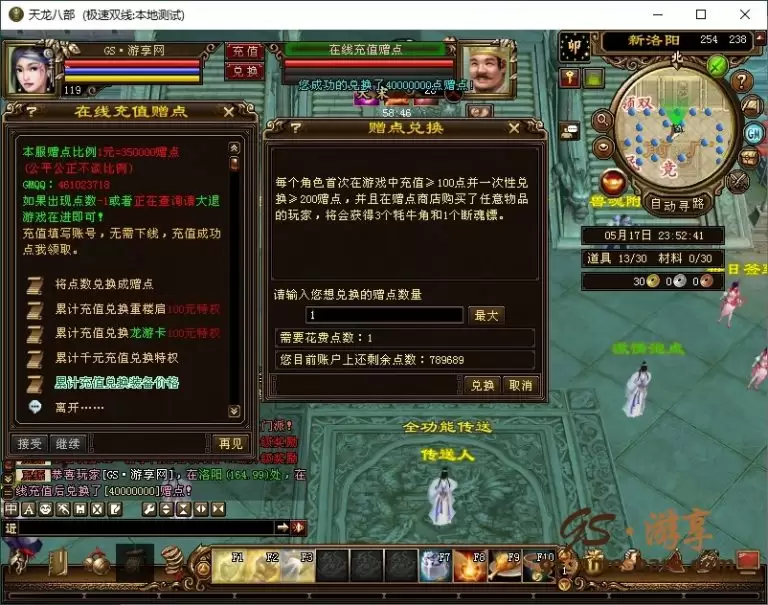 天龙八部 (极速双线:本地测试)
GS·游享网
充值
兑换
119
在线充值赠点
您成功的兑换了40000000点赠点!
58:46
新洛阳 254 238
北
GM
自动寻路
05月17日 23:52:41
道具 13/30 材料 0/30
30 0 0
在线充值赠点
本服赠点比例1元=350000赠点
(公平公正不谈比例)
GMQQ:461023718
如果出现点数-1或者正在查询请大退
游戏在进即可!
充值填写账号,无需下线,充值成功
点我领取。
将点数兑换成赠点
累计充值兑换重楼肩100元特权
累计充值兑换龙游卡100元特权
累计千元充值兑换特权
累计充值兑换装备价格
离开……
接受 继续 再见
赠点兑换
每个角色首次在游戏中充值≥100点并一次性兑
换≥200赠点,并且在赠点商店购买了任意物品
的玩家,将会获得3个牦牛角和1个断魂镖。
请输入您想兑换的赠点数量
1
最大
需要花费点数:1
您目前账户上还剩余点数:789689
兑换 取消
全功能传送
传送人
恭喜玩家[GS·游享网],在洛阳(164,99)处,在
线充值后兑换了[40000000]赠点!
近
F1 F2 F3 F7 F8 F9 F10
GS·游享